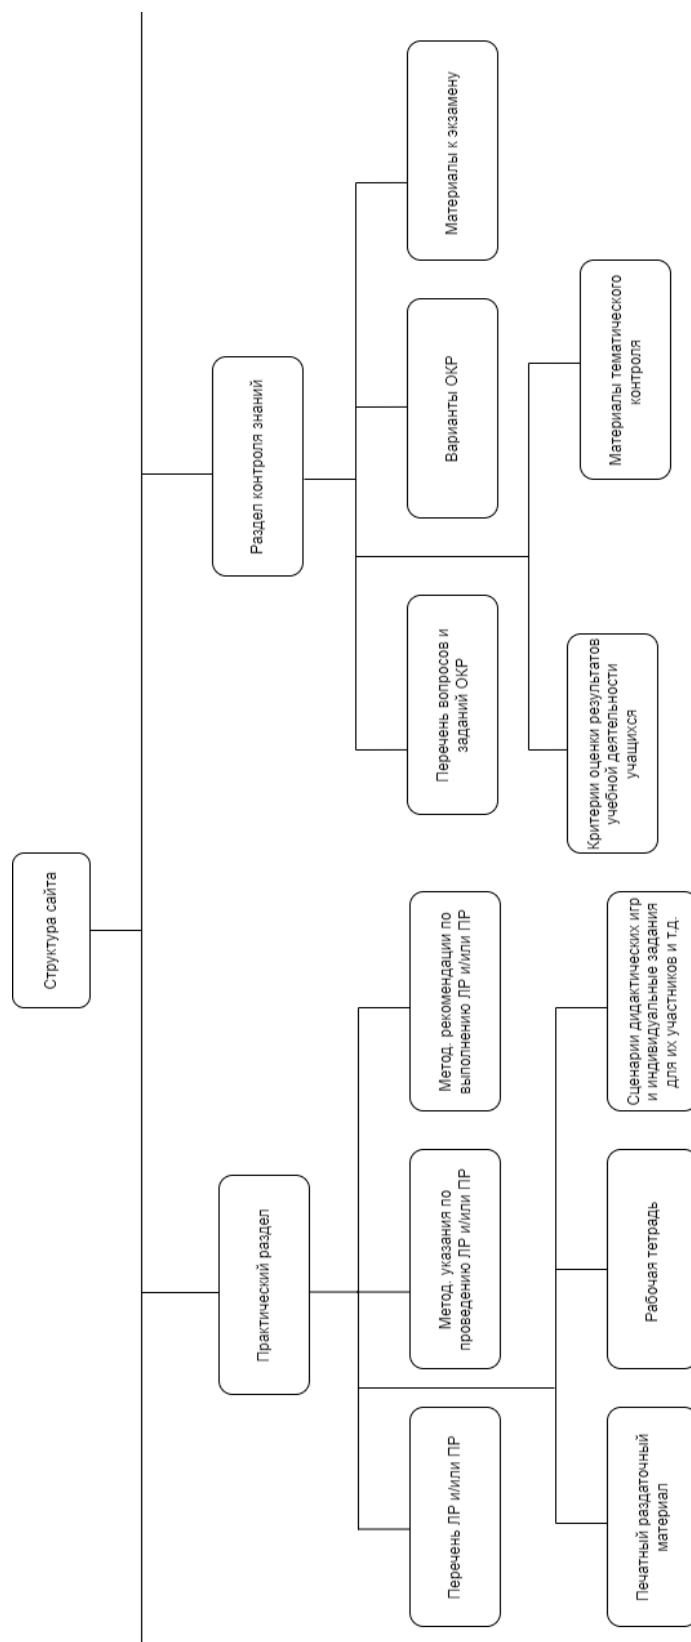 Структура сайта
Практический раздел
Раздел контроля знаний
Перечень ЛР и/или ПР
Метод. указания по
проведению ЛР и/или ПР
Метод. рекомендации по
выполнению ЛР и/или ПР
Перечень вопросов и
заданий ОКР
Варианты ОКР
Материалы к экзамену
Печатный раздаточный
материал
Рабочая тетрадь
Сценарии дидактических игр
и индивидуальные задания
для их участников и т.д.
Критерии оценки результатов
учебной деятельности
учащихся
Материалы тематического
контроля